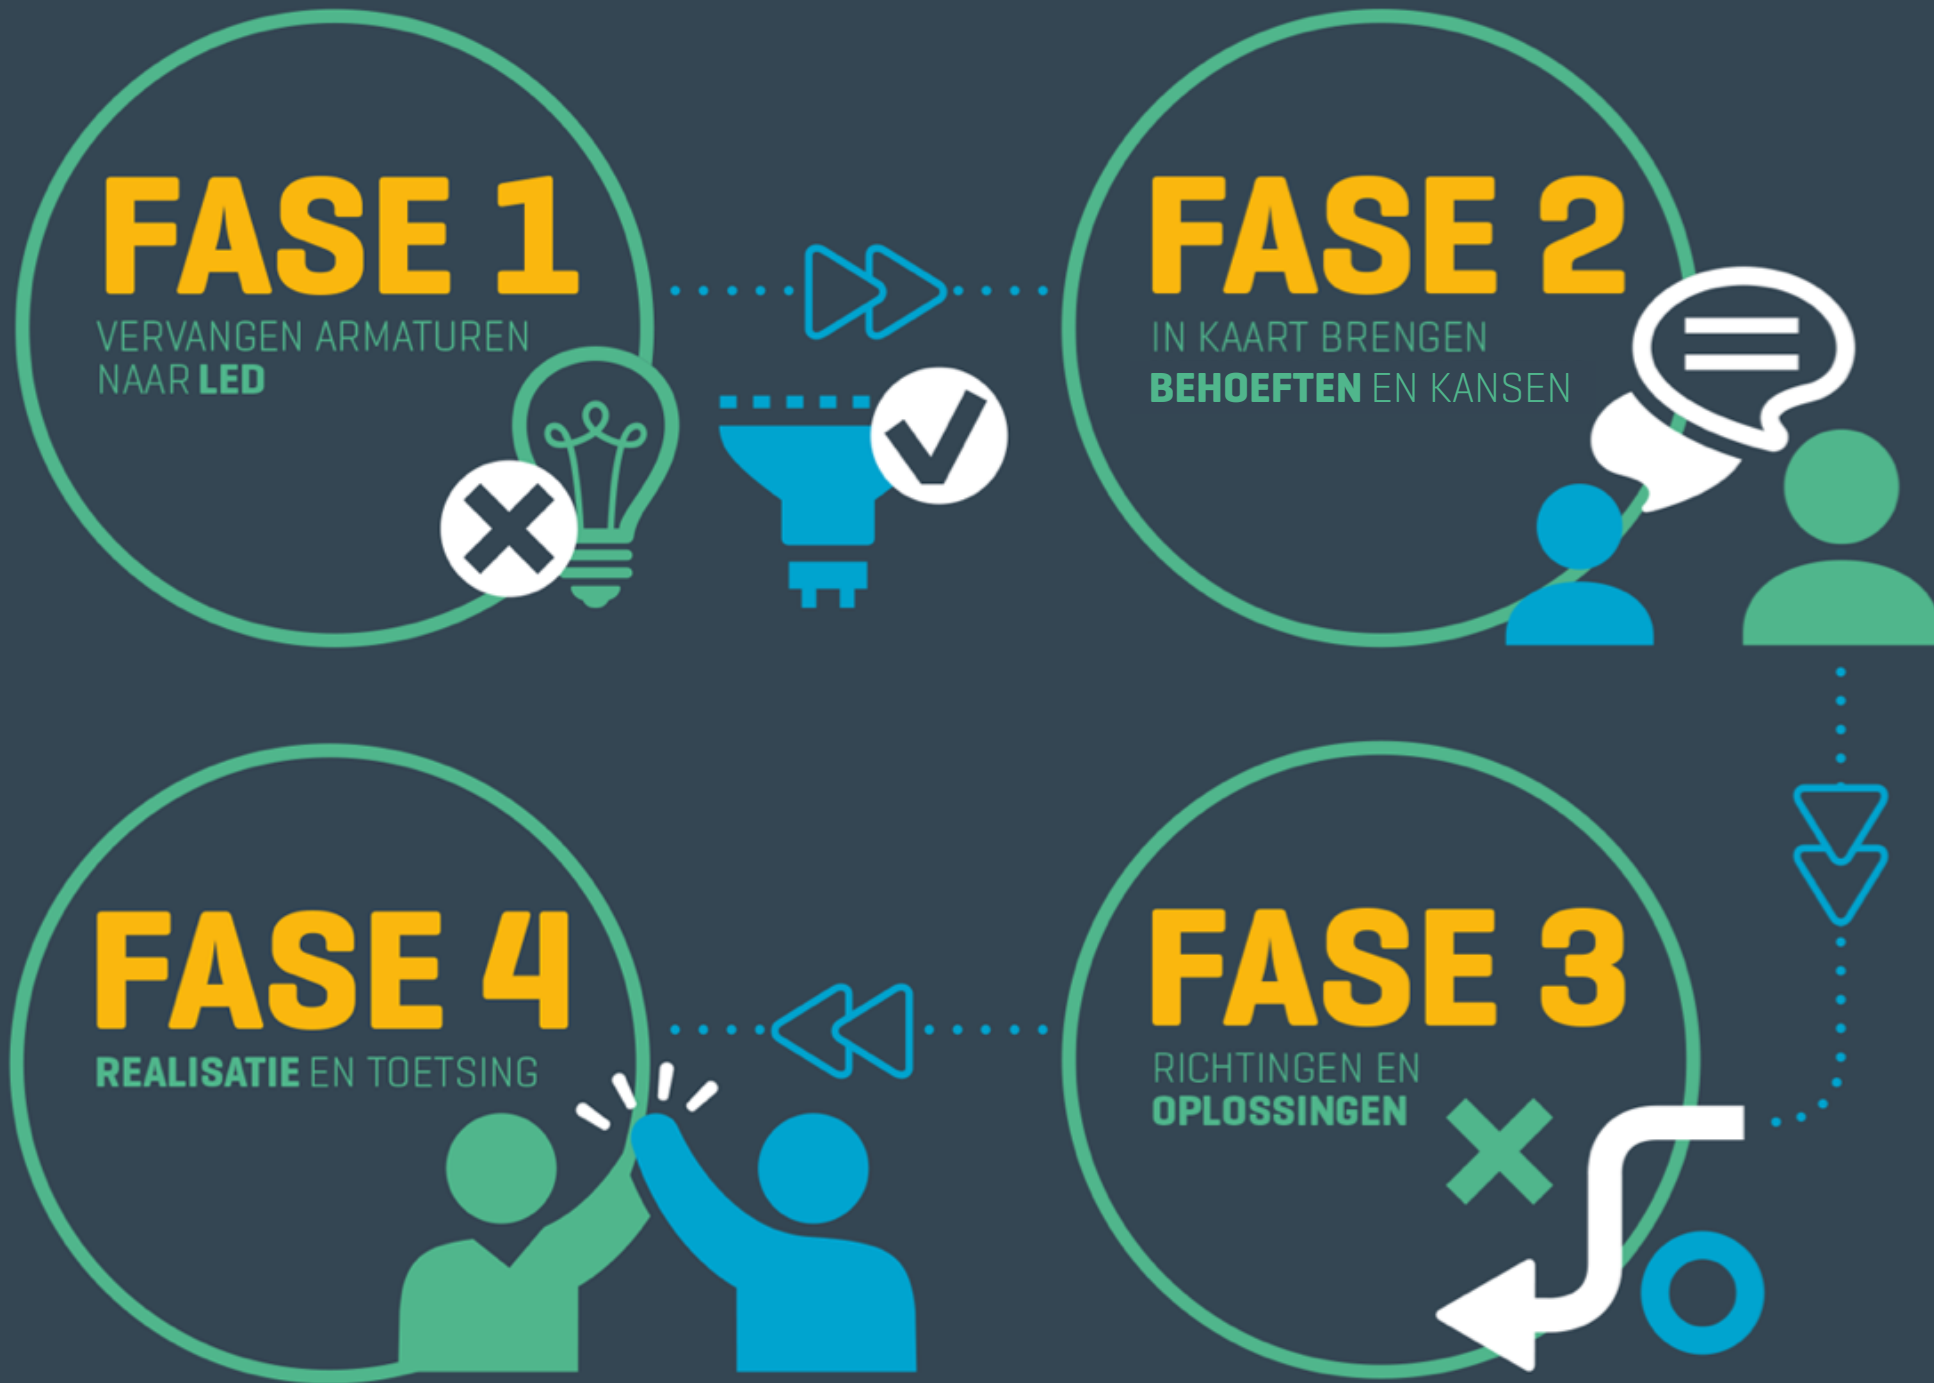 FASE 1
VERVANGEN ARMATUREN
NAAR LED
FASE 2
IN KAART BRENGEN
BEHOEFTEN EN KANSEN
FASE 3
RICHTINGEN EN
OPLOSSINGEN
FASE 4
REALISATIE EN TOETSING